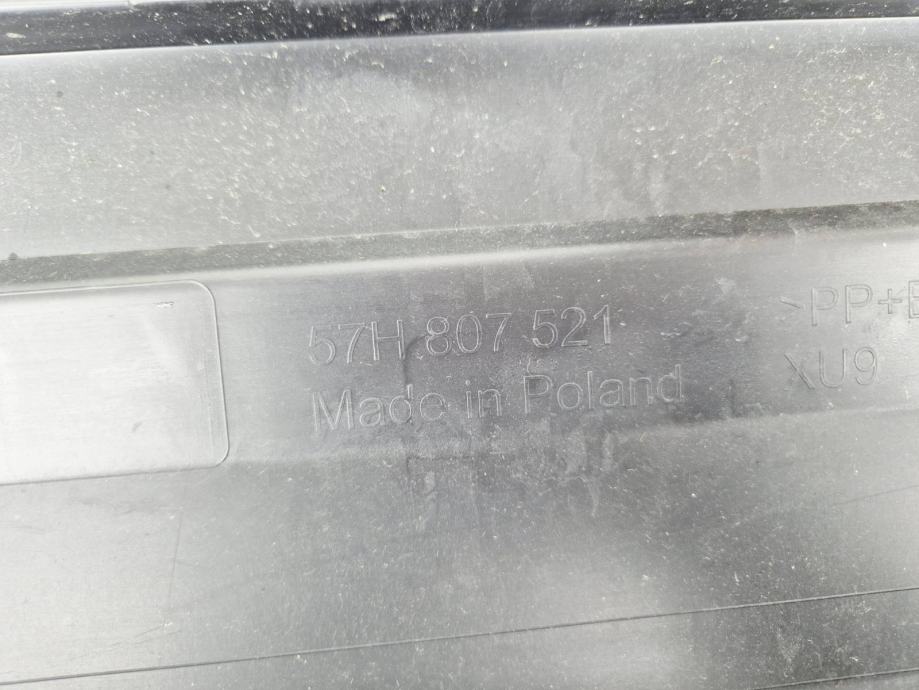 57H 807 521
Made in Poland
>PP+E
XU9